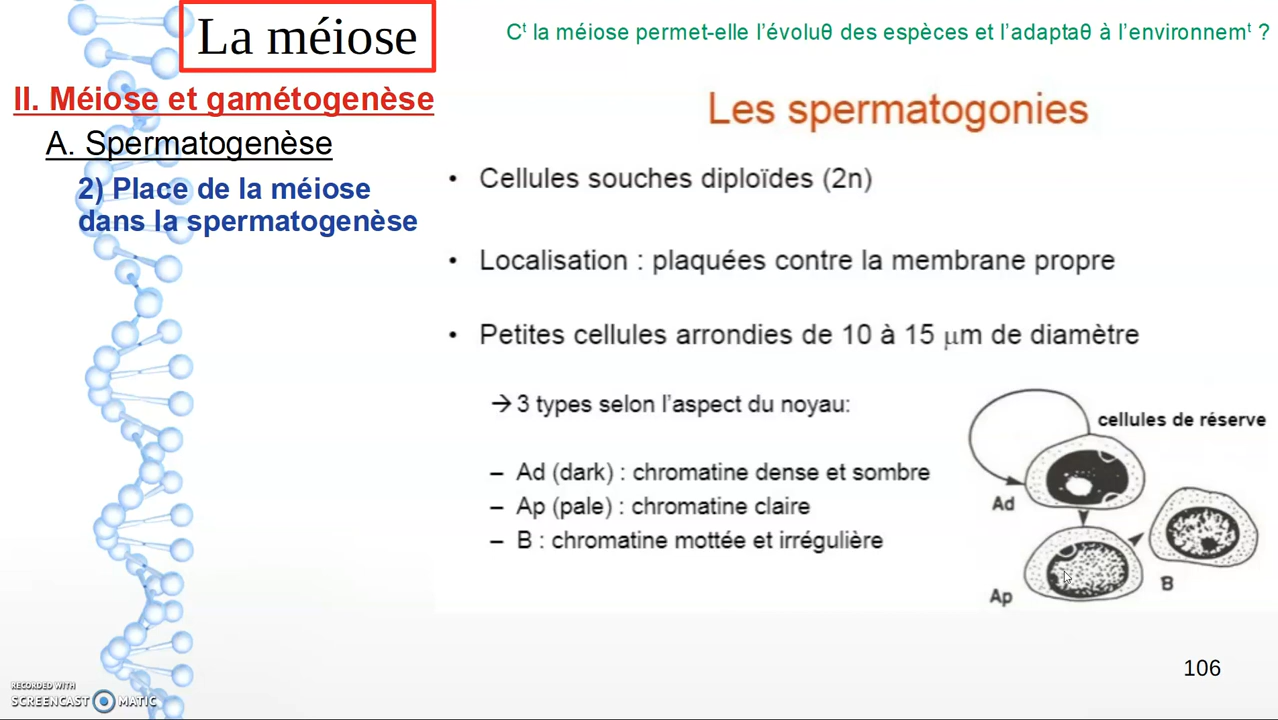 La méiose
Cᵗ la méiose permet-elle l'évoluθ des espèces et l'adaptaθ à l'environnemᵗ ?
II. Méiose et gamétogenèse
A. Spermatogenèse
2) Place de la méiose
dans la spermatogenèse
Les spermatogonies
• Cellules souches diploïdes (2n)
• Localisation : plaquées contre la membrane propre
• Petites cellules arrondies de 10 à 15 μm de diamètre
→ 3 types selon l'aspect du noyau:
– Ad (dark) : chromatine dense et sombre
– Ap (pale) : chromatine claire
– B : chromatine mottée et irrégulière
cellules de réserve
Ad
Ap
B
106
RECORDED WITH
SCREENCAST MATIC